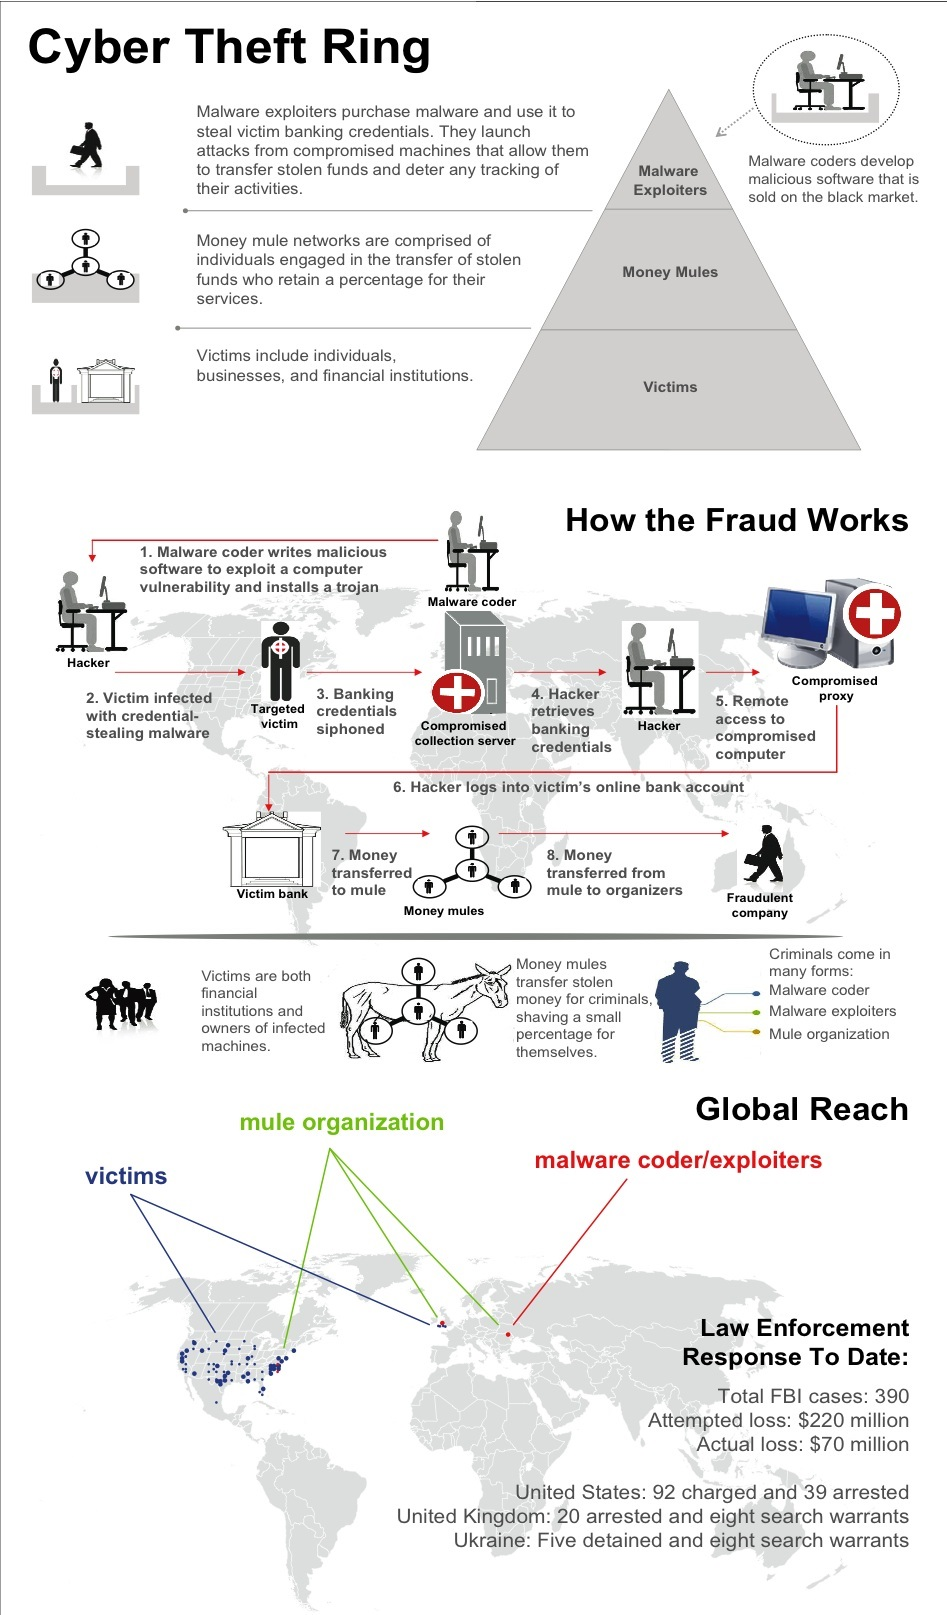 Cyber Theft Ring
Malware exploiters purchase malware and use it to
steal victim banking credentials. They launch
attacks from compromised machines that allow them
to transfer stolen funds and deter any tracking of
their activities.
Malware coders develop
malicious software that is
sold on the black market.
Malware
Exploiters
Money mule networks are comprised of
individuals engaged in the transfer of stolen
funds who retain a percentage for their
services.
Money Mules
Victims include individuals,
businesses, and financial institutions.
Victims
How the Fraud Works
1. Malware coder writes malicious
software to exploit a computer
vulnerability and installs a trojan
Malware coder
Hacker
2. Victim infected
with credential-
stealing malware
Targeted
victim
3. Banking
credentials
siphoned
Compromised
collection server
4. Hacker
retrieves
banking
credentials
Hacker
5. Remote
access to
compromised
computer
Compromised
proxy
6. Hacker logs into victim's online bank account
Victim bank
7. Money
transferred
to mule
Money mules
8. Money
transferred from
mule to organizers
Fraudulent
company
Victims are both
financial
institutions and
owners of infected
machines.
Money mules
transfer stolen
money for criminals,
shaving a small
percentage for
themselves.
Criminals come in
many forms:
Malware coder
Malware exploiters
Mule organization
Global Reach
mule organization
malware coder/exploiters
victims
Law Enforcement
Response To Date:
Total FBI cases: 390
Attempted loss: $220 million
Actual loss: $70 million
United States: 92 charged and 39 arrested
United Kingdom: 20 arrested and eight search warrants
Ukraine: Five detained and eight search warrants